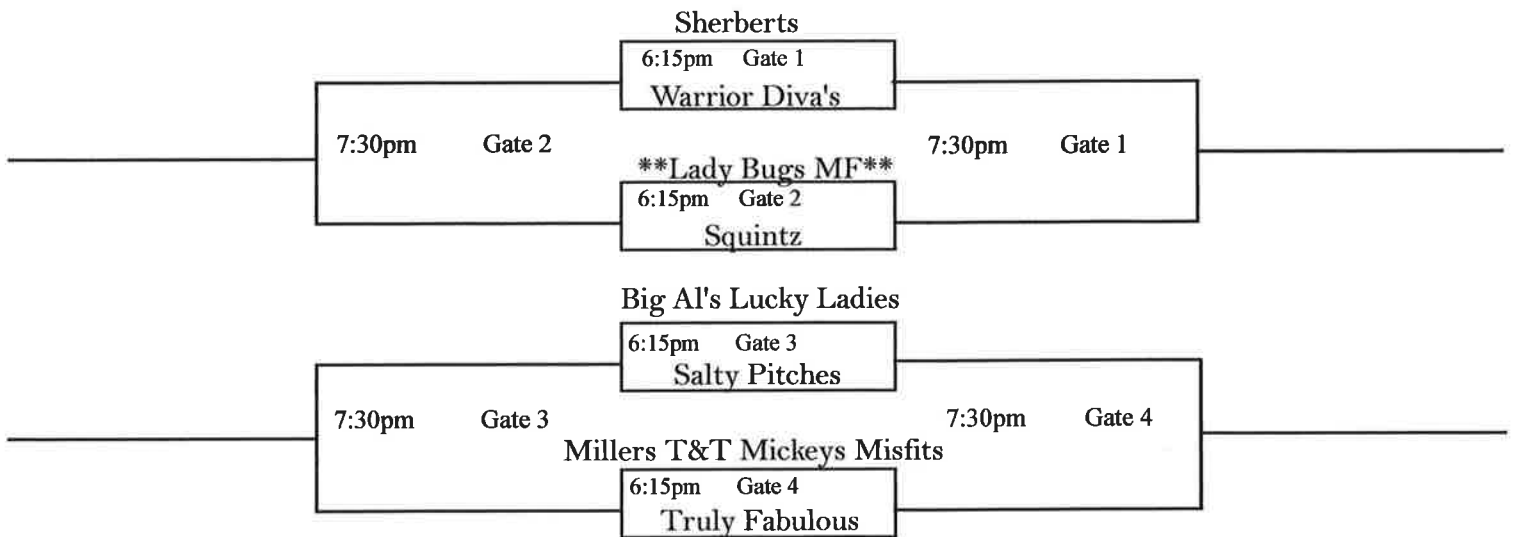 Sherberts
6:15pm Gate 1
Warrior Diva's
7:30pm Gate 2
7:30pm Gate 1
**Lady Bugs MF**
6:15pm Gate 2
Squintz
Big Al's Lucky Ladies
6:15pm Gate 3
Salty Pitches
7:30pm Gate 3
7:30pm Gate 4
Millers T&T Mickeys Misfits
6:15pm Gate 4
Truly Fabulous